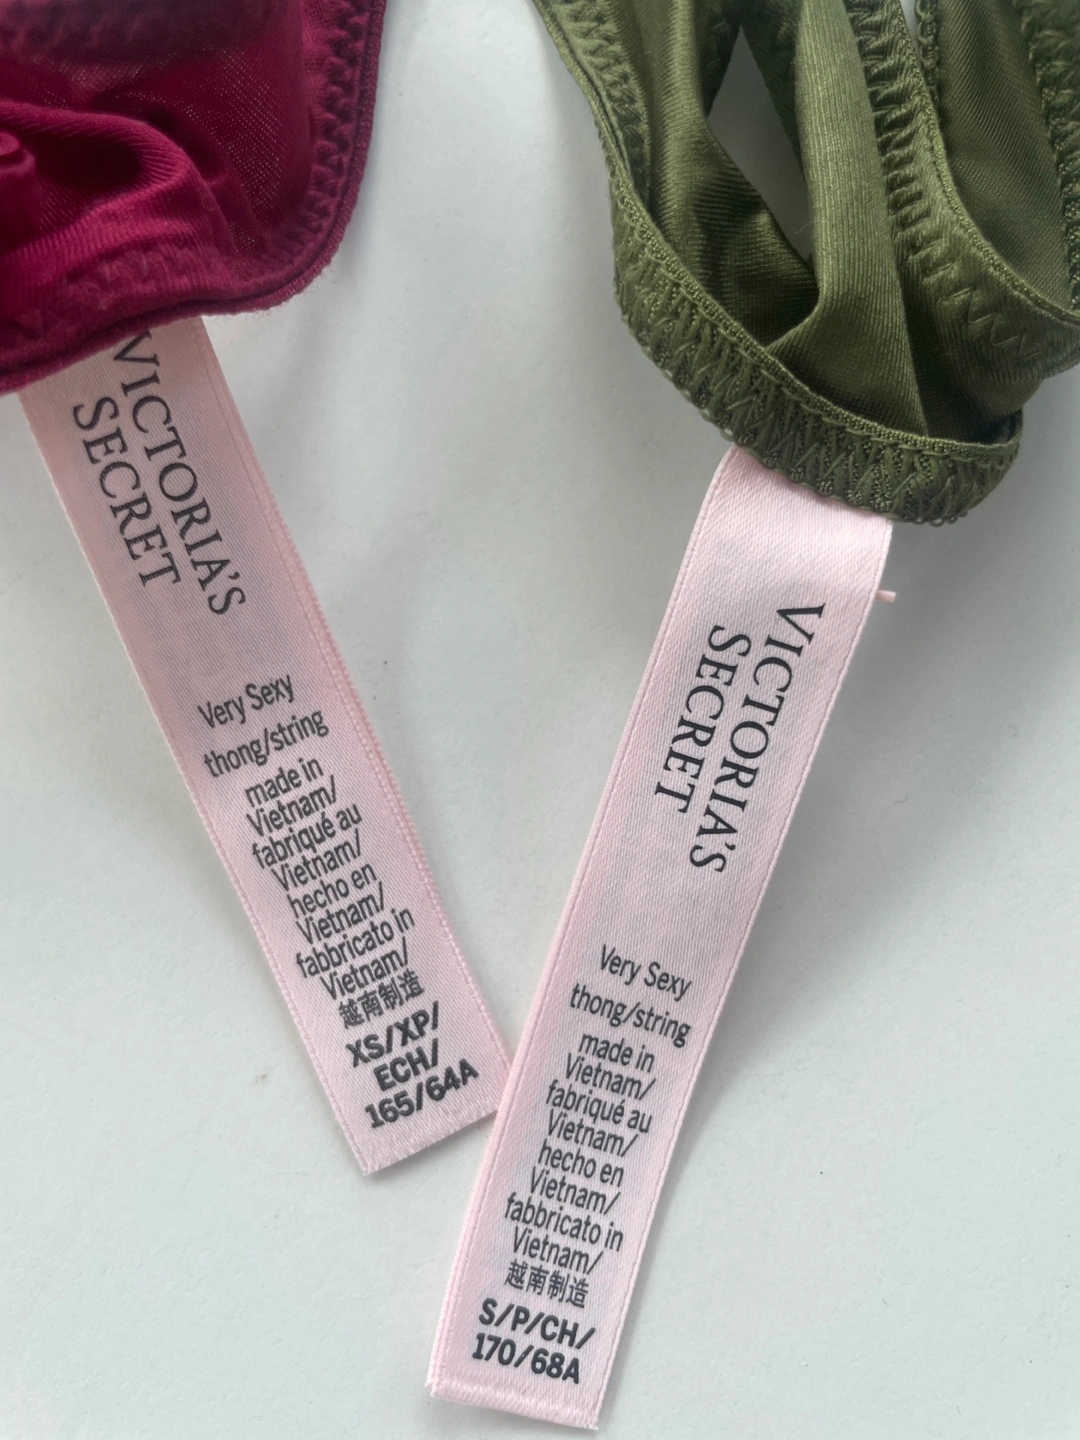 VICTORIA'S
SECRET
Very Sexy
thong/string
made in
Vietnam/
fabriqué au
Vietnam/
hecho en
Vietnam/
fabbricato in
Vietnam/
越南制造
XS/XP/
ECH/
165/64A
VICTORIA'S
SECRET
Very Sexy
thong/string
made in
Vietnam/
fabriqué au
Vietnam/
hecho en
Vietnam/
fabbricato in
Vietnam/
越南制造
S/P/CH/
170/68A